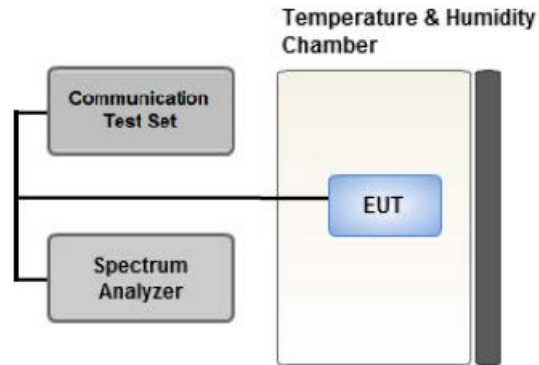 Temperature & Humidity
Chamber
Communication
Test Set
EUT
Spectrum
Analyzer